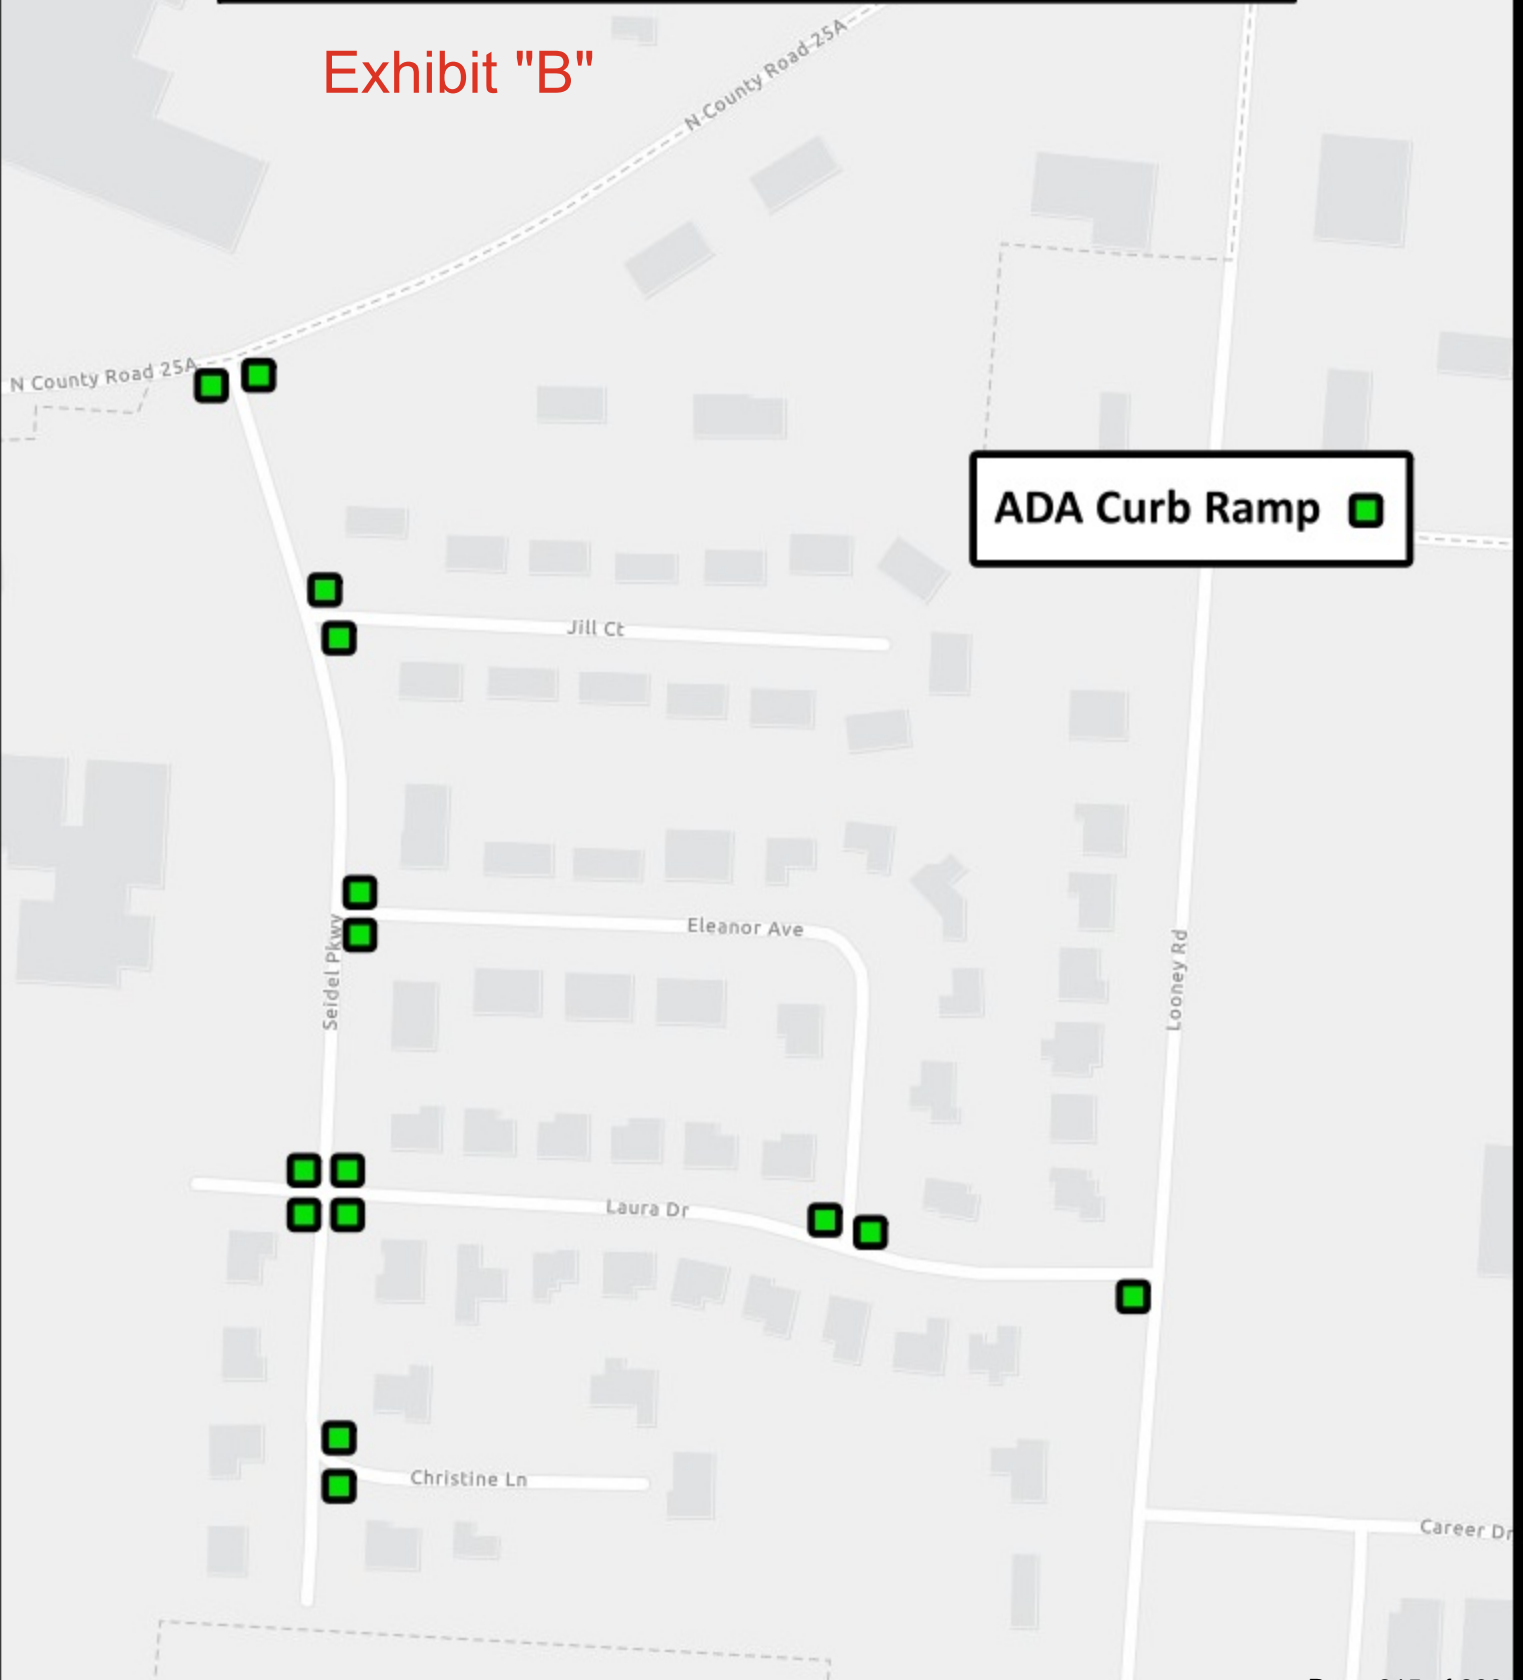 Exhibit "B"
N County Road 25A
N County Road 25A
ADA Curb Ramp
Jill Ct
Eleanor Ave
Seidel Pkwy
Looney Rd
Laura Dr
Christine Ln
Career Dr